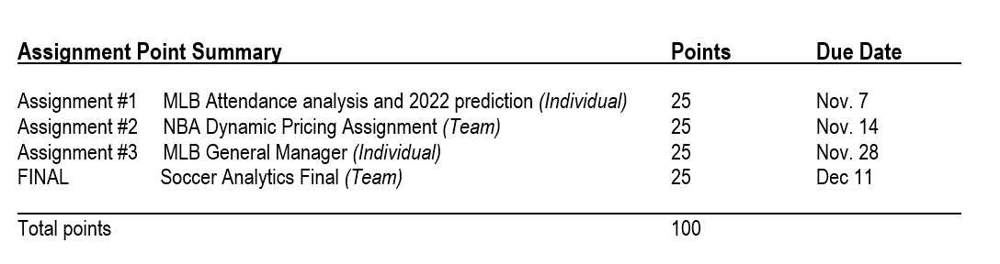 Assignment Point Summary Points Due Date
Assignment #1 MLB Attendance analysis and 2022 prediction (Individual) 25 Nov. 7
Assignment #2 NBA Dynamic Pricing Assignment (Team) 25 Nov. 14
Assignment #3 MLB General Manager (Individual) 25 Nov. 28
FINAL Soccer Analytics Final (Team) 25 Dec 11
Total points 100